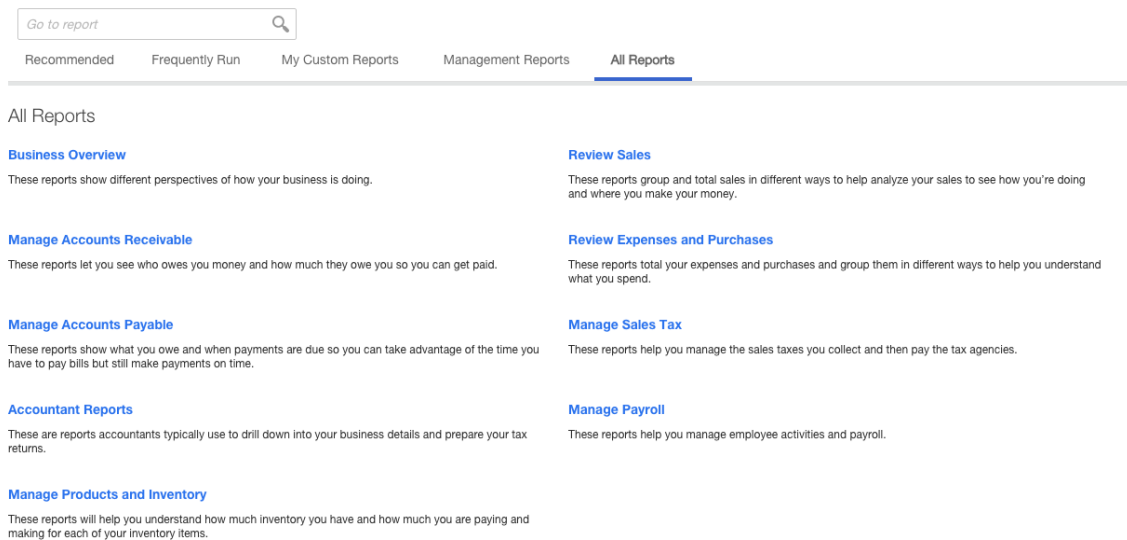 Go to report
Recommended
Frequently Run
My Custom Reports
Management Reports
All Reports
All Reports
Business Overview
These reports show different perspectives of how your business is doing.
Review Sales
These reports group and total sales in different ways to help analyze your sales to see how you're doing
and where you make your money.
Manage Accounts Receivable
These reports let you see who owes you money and how much they owe you so you can get paid.
Review Expenses and Purchases
These reports total your expenses and purchases and group them in different ways to help you understand
what you spend.
Manage Accounts Payable
These reports show what you owe and when payments are due so you can take advantage of the time you
have to pay bills but still make payments on time.
Manage Sales Tax
These reports help you manage the sales taxes you collect and then pay the tax agencies.
Accountant Reports
These are reports accountants typically use to drill down into your business details and prepare your tax
returns.
Manage Payroll
These reports help you manage employee activities and payroll.
Manage Products and Inventory
These reports will help you understand how much inventory you have and how much you are paying and
making for each of your inventory items.